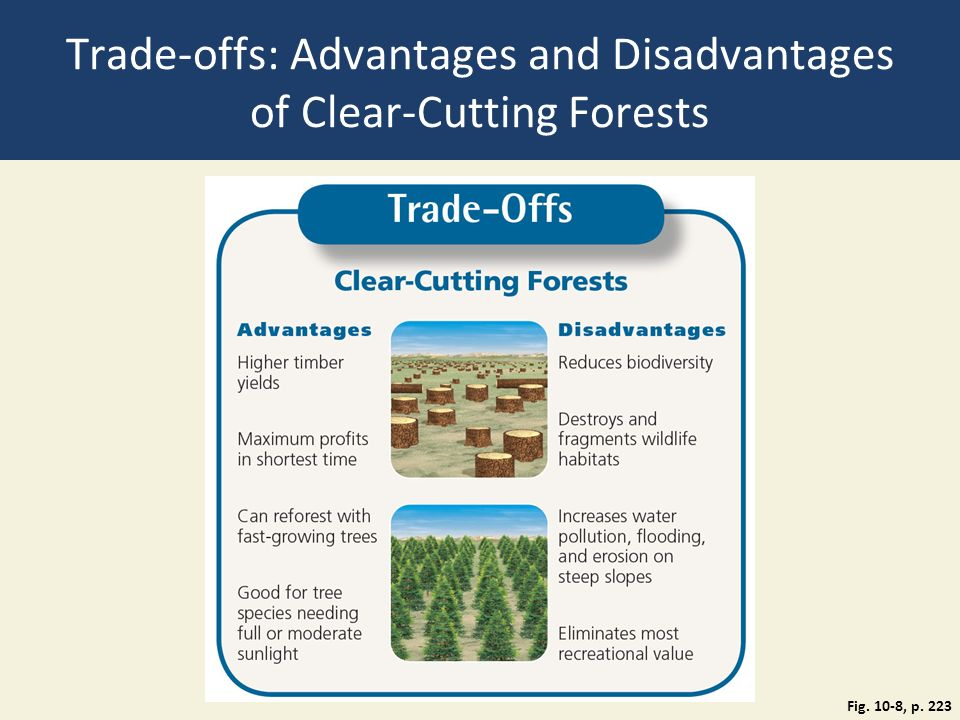 Trade-offs: Advantages and Disadvantages
of Clear-Cutting Forests
Trade-Offs
Clear-Cutting Forests
Advantages
Higher timber
yields
Maximum profits
in shortest time
Can reforest with
fast-growing trees
Good for tree
species needing
full or moderate
sunlight
Disadvantages
Reduces biodiversity
Destroys and
fragments wildlife
habitats
Increases water
pollution, flooding,
and erosion on
steep slopes
Eliminates most
recreational value
Fig. 10-8, p. 223